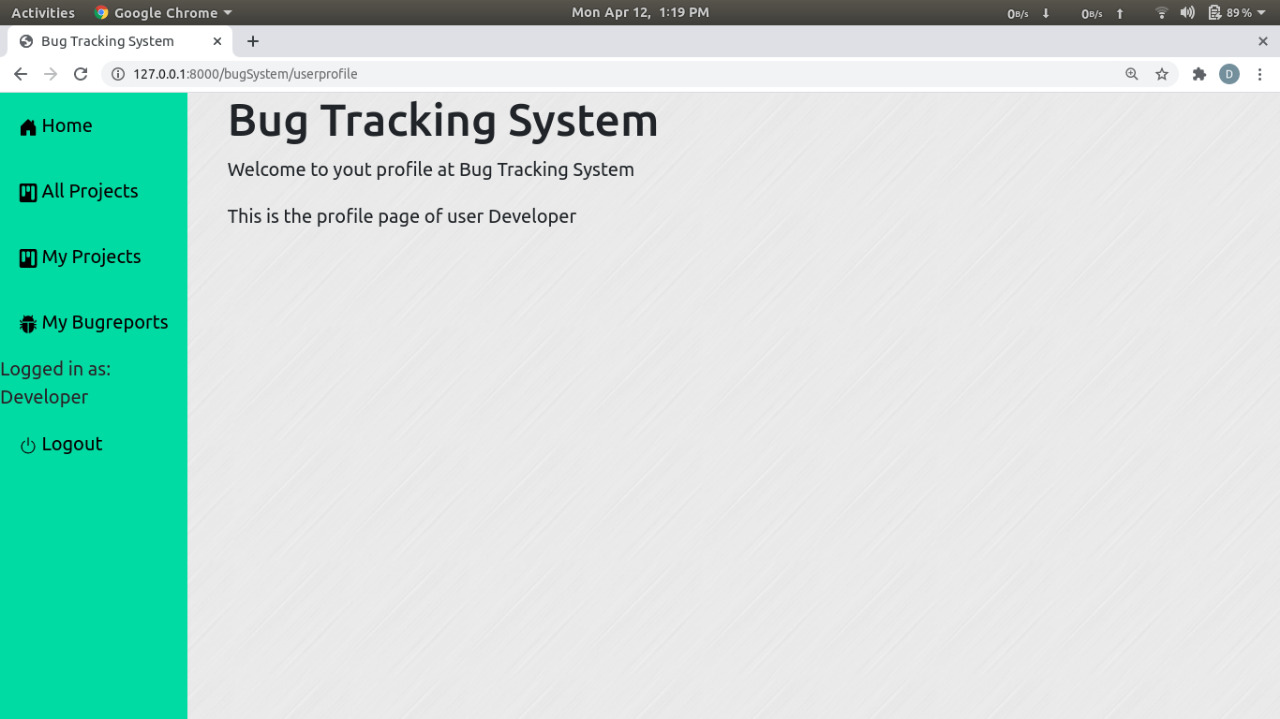 Activities Google Chrome Mon Apr 12, 1:19 PM 0B/s ↓ 0B/s ↑ 89 %
Bug Tracking System
127.0.0.1:8000/bugSystem/userprofile D
Home
All Projects
My Projects
My Bugreports
Logged in as:
Developer
Logout
Bug Tracking System
Welcome to yout profile at Bug Tracking System
This is the profile page of user Developer